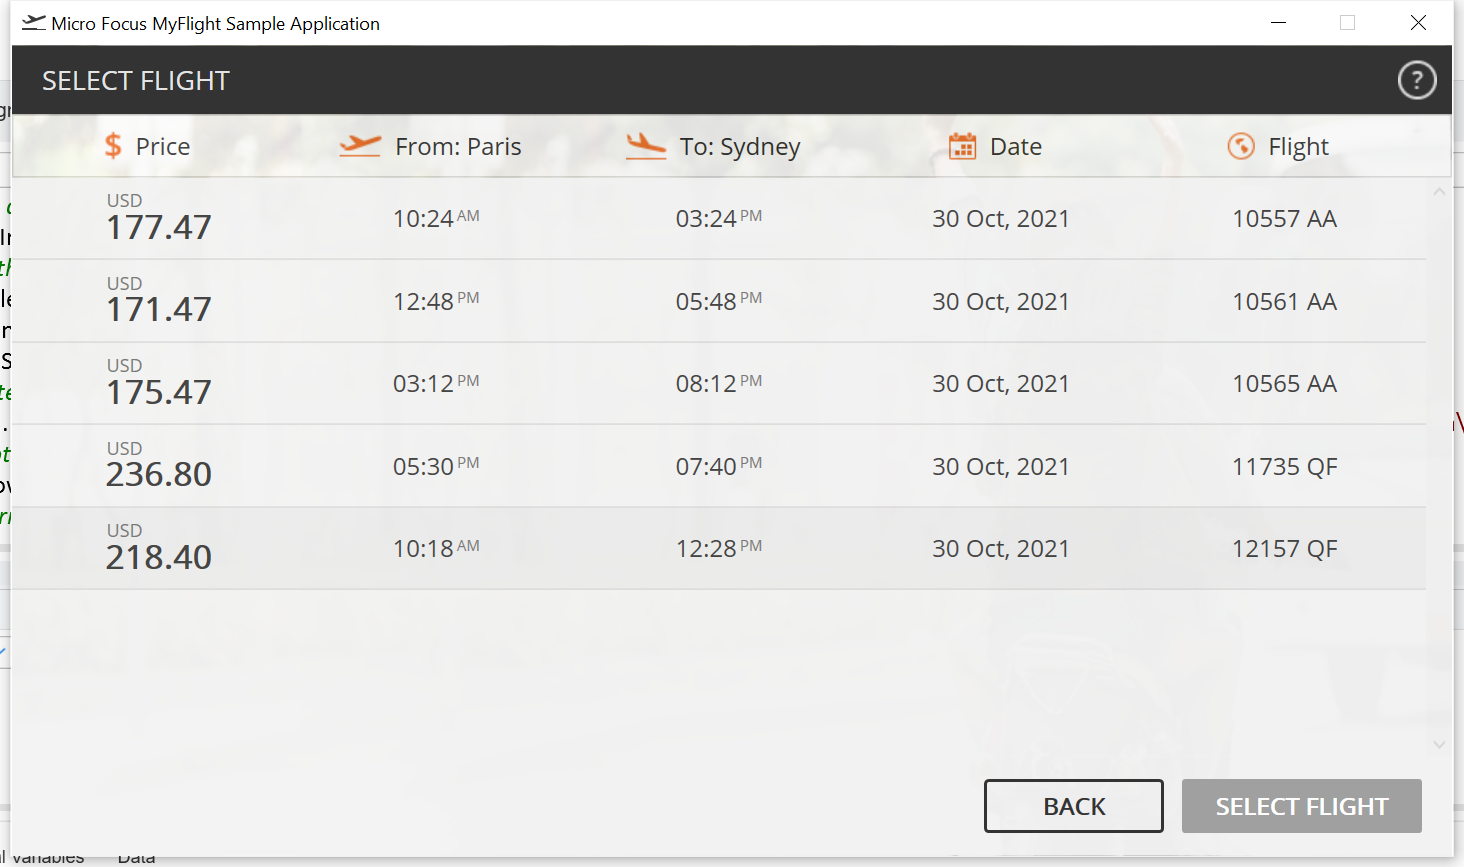 Micro Focus MyFlight Sample Application
SELECT FLIGHT ?
$ Price From: Paris To: Sydney Date Flight
USD
177.47 10:24 AM 03:24 PM 30 Oct, 2021 10557 AA
USD
171.47 12:48 PM 05:48 PM 30 Oct, 2021 10561 AA
USD
175.47 03:12 PM 08:12 PM 30 Oct, 2021 10565 AA
USD
236.80 05:30 PM 07:40 PM 30 Oct, 2021 11735 QF
USD
218.40 10:18 AM 12:28 PM 30 Oct, 2021 12157 QF
BACK SELECT FLIGHT
Data